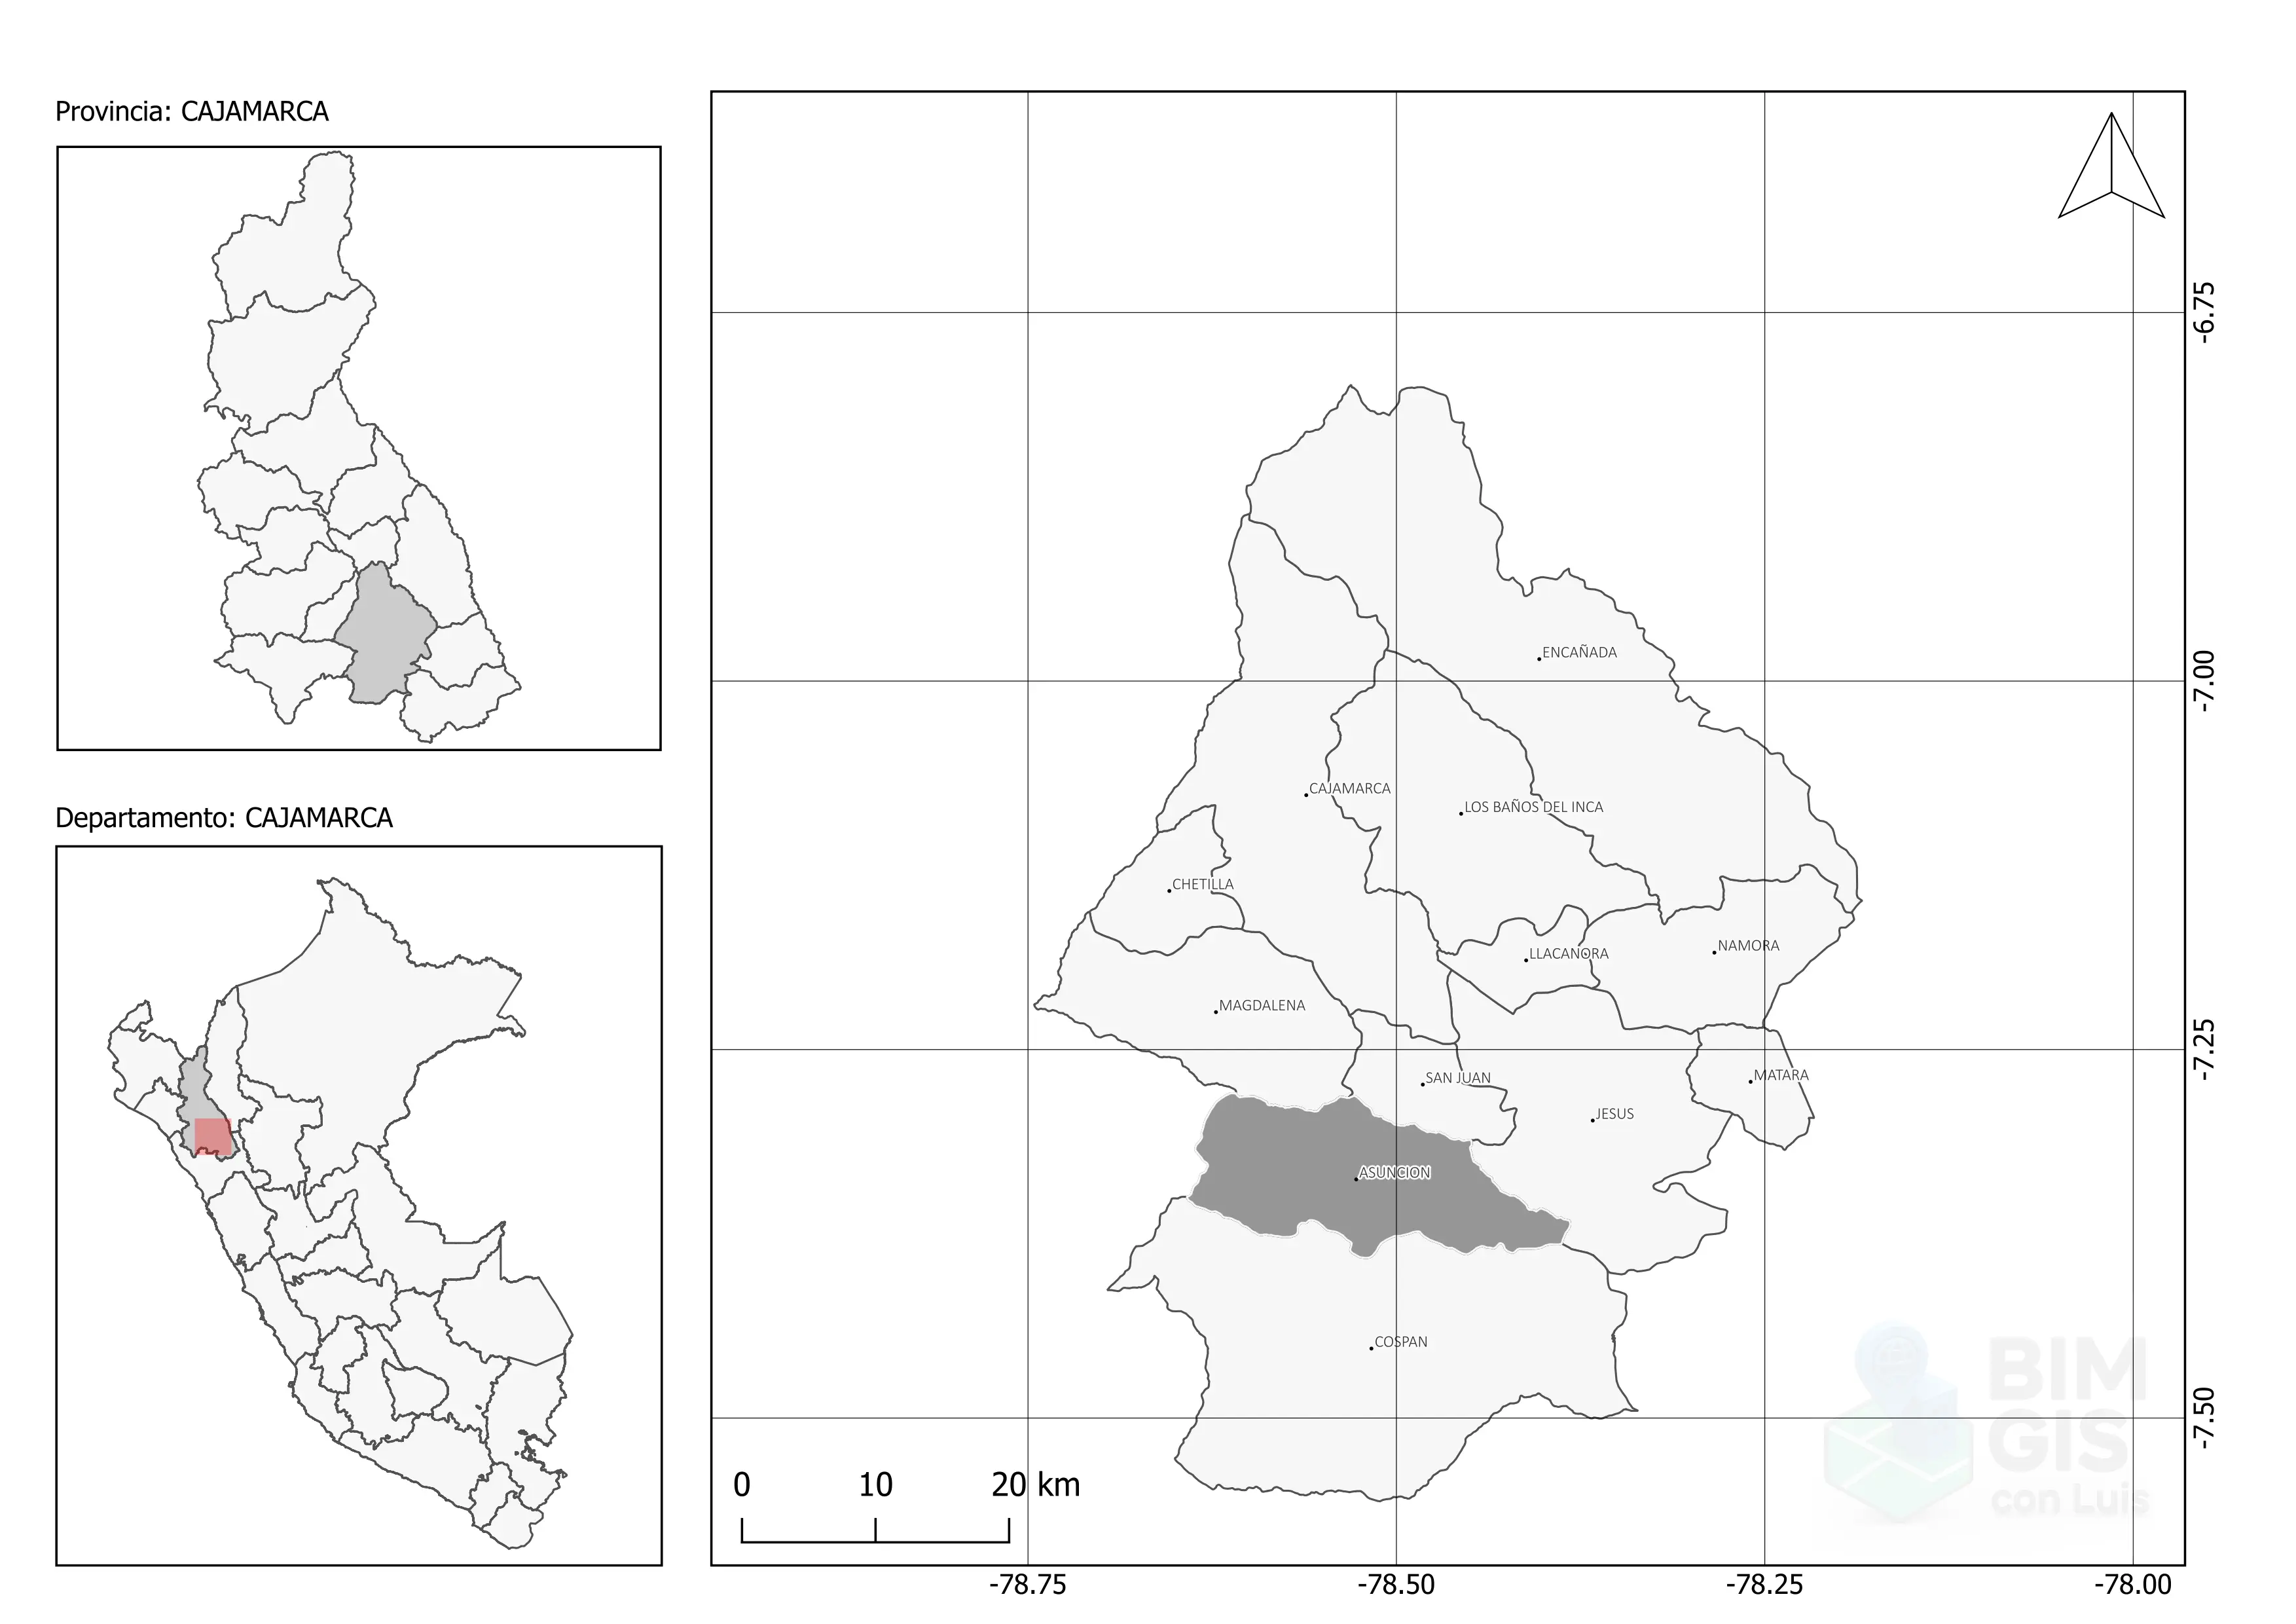 Provincia: CAJAMARCA
Departamento: CAJAMARCA
ENCAÑADA
CAJAMARCA
LOS BAÑOS DEL INCA
CHETILLA
LLACANORA
NAMORA
MAGDALENA
SAN JUAN
MATARA
JESUS
ASUNCION
COSPAN
0 10 20 km
-6.75
-7.00
-7.25
-7.50
-78.75 -78.50 -78.25 -78.00
BIM
GIS
con Luis